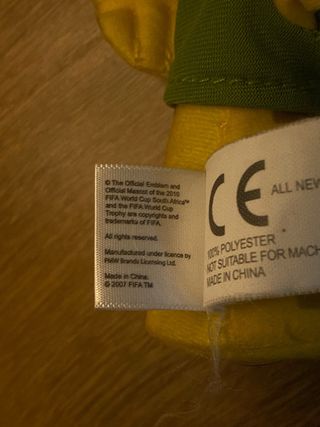 © The Official Emblem and
Official Mascot of the 2010
FIFA World Cup South Africa™
and the FIFA World Cup
Trophy are copyrights and
trademarks of FIFA.
All rights reserved.
Manufactured under licence by
PMW Brands Licensing Ltd.
Made in China.
© 2007 FIFA TM
CE
ALL NEW
100% POLYESTER
NOT SUITABLE FOR MACH
MADE IN CHINA